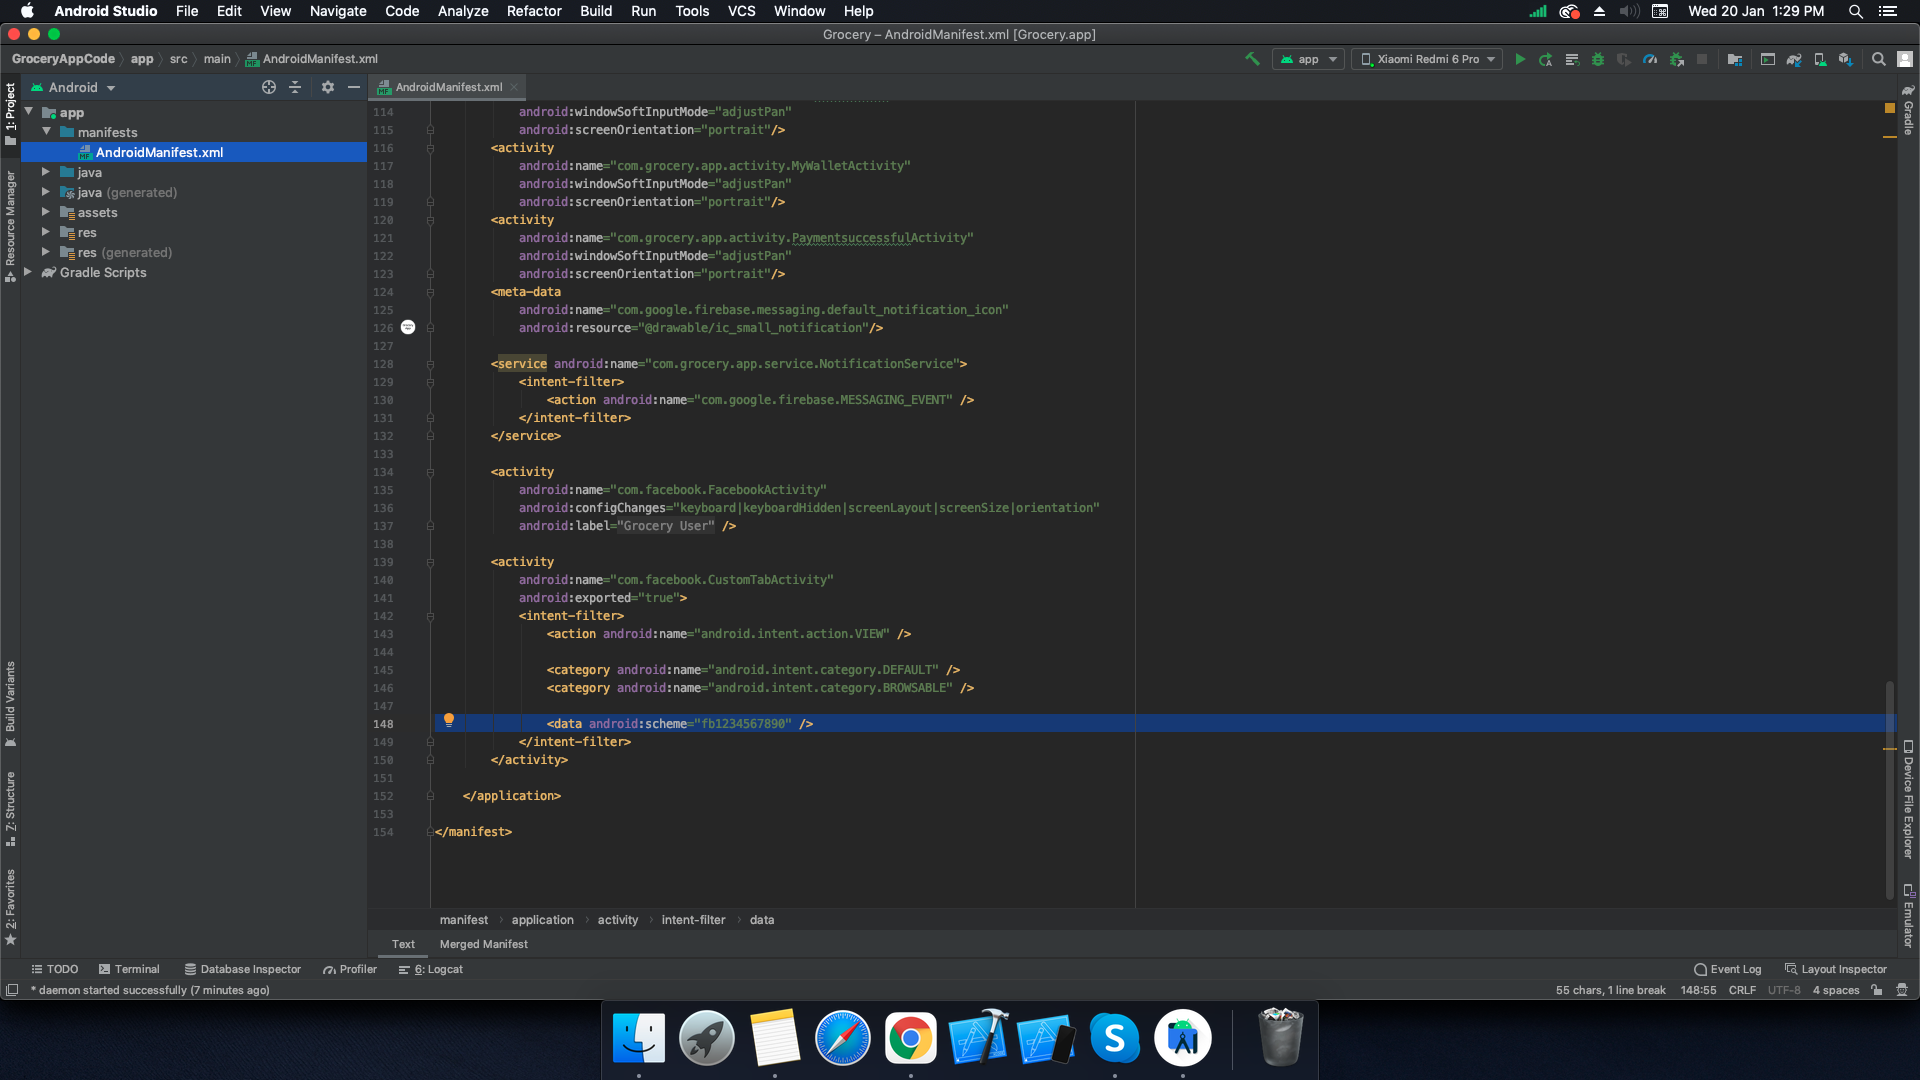 Android Studio File Edit View Navigate Code Analyze Refactor Build Run Tools VCS Window Help Wed 20 Jan 1:29 PM
Grocery – AndroidManifest.xml [Grocery.app]
GroceryAppCode app src main AndroidManifest.xml app Xiaomi Redmi 6 Pro
Android
AndroidManifest.xml
1: Project
Resource Manager
Build Variants
Z: Structure
2: Favorites
app
manifests
AndroidManifest.xml
java
java (generated)
assets
res
res (generated)
Gradle Scripts
114 android:windowSoftInputMode="adjustPan"
115 android:screenOrientation="portrait"/>
116 <activity
117 android:name="com.grocery.app.activity.MyWalletActivity"
118 android:windowSoftInputMode="adjustPan"
119 android:screenOrientation="portrait"/>
120 <activity
121 android:name="com.grocery.app.activity.PaymentsuccessfulActivity"
122 android:windowSoftInputMode="adjustPan"
123 android:screenOrientation="portrait"/>
124 <meta-data
125 android:name="com.google.firebase.messaging.default_notification_icon"
126 android:resource="@drawable/ic_small_notification"/>
127
128 <service android:name="com.grocery.app.service.NotificationService">
129 <intent-filter>
130 <action android:name="com.google.firebase.MESSAGING_EVENT" />
131 </intent-filter>
132 </service>
133
134 <activity
135 android:name="com.facebook.FacebookActivity"
136 android:configChanges="keyboard|keyboardHidden|screenLayout|screenSize|orientation"
137 android:label="Grocery User" />
138
139 <activity
140 android:name="com.facebook.CustomTabActivity"
141 android:exported="true">
142 <intent-filter>
143 <action android:name="android.intent.action.VIEW" />
144
145 <category android:name="android.intent.category.DEFAULT" />
146 <category android:name="android.intent.category.BROWSABLE" />
147
148 <data android:scheme="fb1234567890" />
149 </intent-filter>
150 </activity>
151
152 </application>
153
154 </manifest>
Gradle
Device File Explorer
Emulator
manifest application activity intent-filter data
Text Merged Manifest
TODO Terminal Database Inspector Profiler 6: Logcat Event Log Layout Inspector
* daemon started successfully (7 minutes ago) 55 chars, 1 line break 148:55 CRLF UTF-8 4 spaces